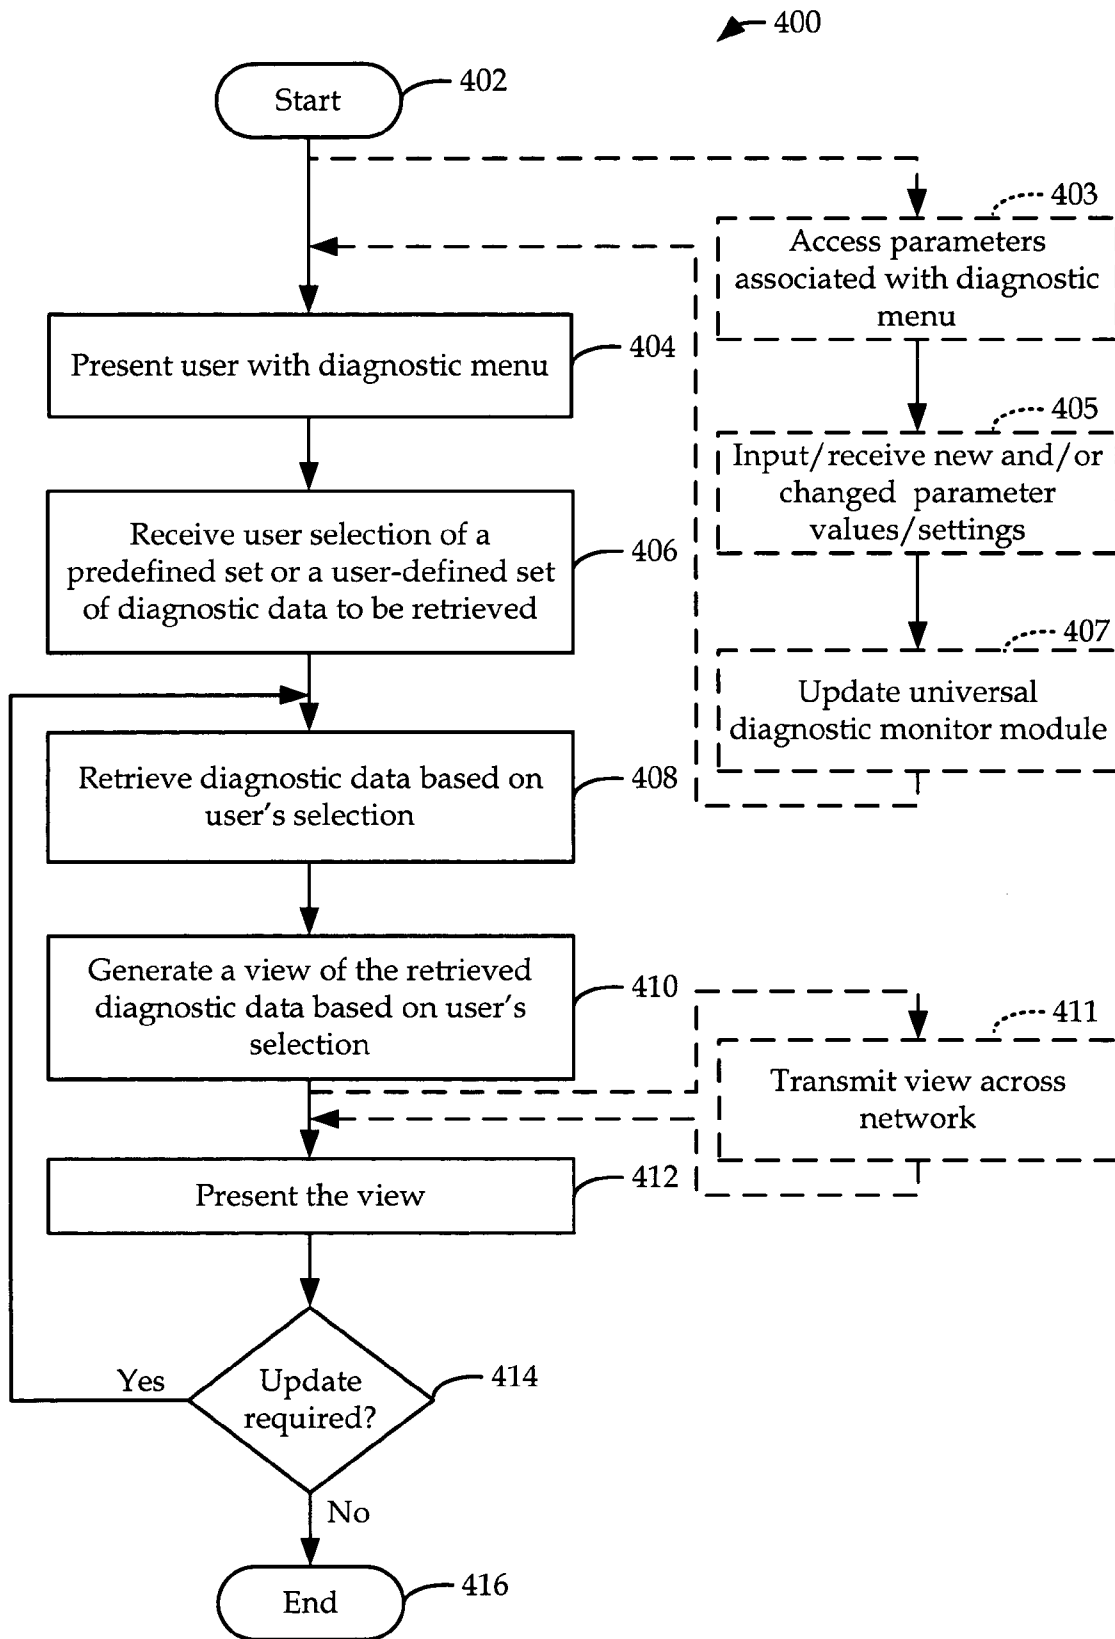 400
Start
402
403
Access parameters
associated with diagnostic
menu
Present user with diagnostic menu
404
405
Input/receive new and/or
changed parameter
values/settings
Receive user selection of a
predefined set or a user-defined set
of diagnostic data to be retrieved
406
407
Update universal
diagnostic monitor module
Retrieve diagnostic data based on
user's selection
408
Generate a view of the retrieved
diagnostic data based on user's
selection
410
411
Transmit view across
network
Present the view
412
Update
required?
414
Yes
No
End
416